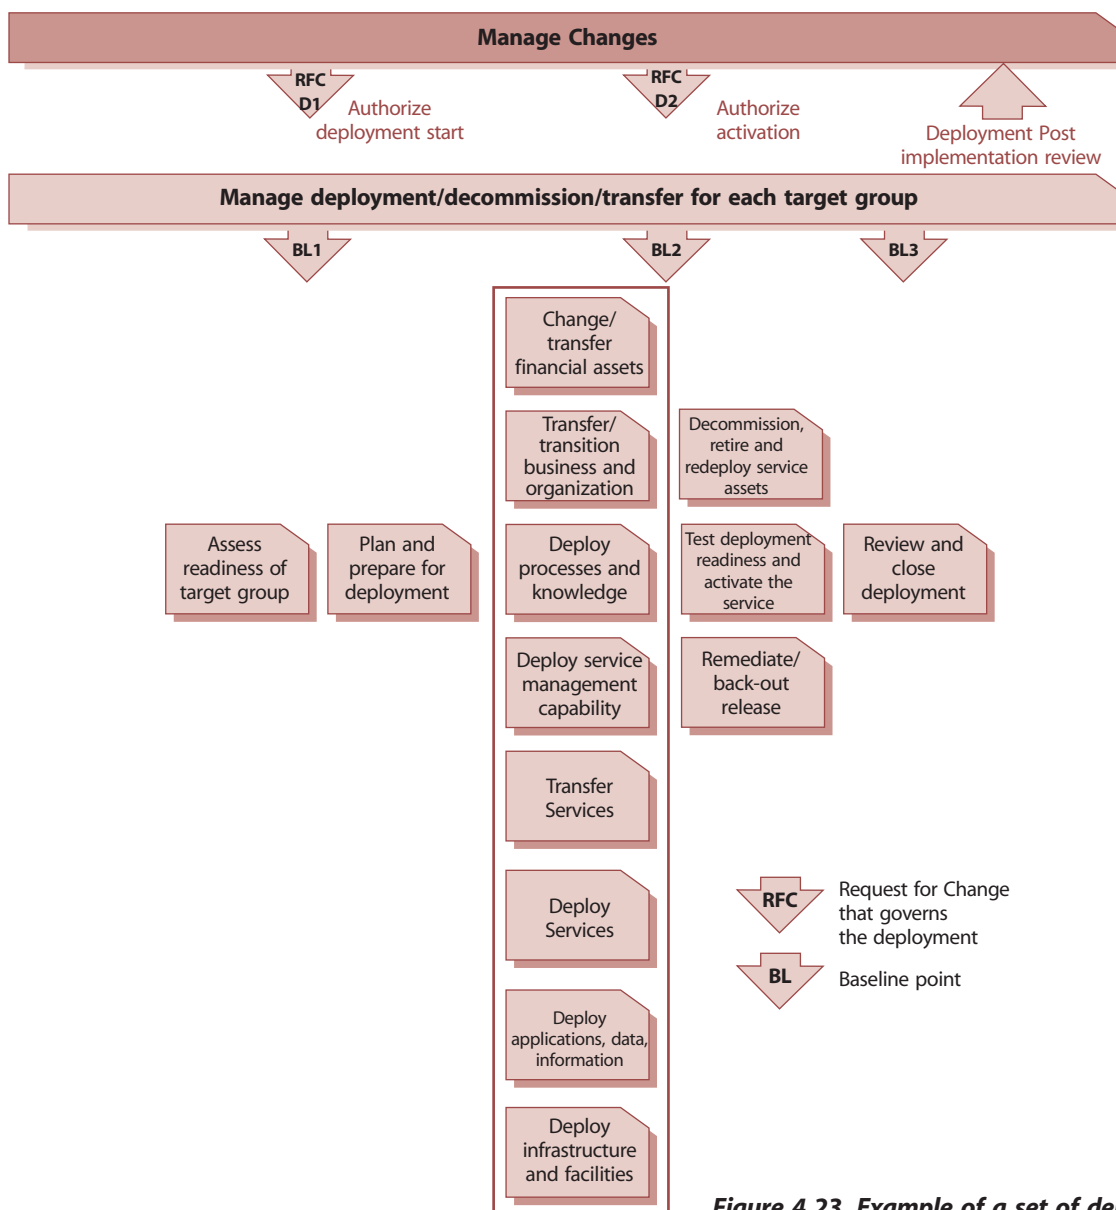 Manage Changes
RFC
D1
Authorize
deployment start
RFC
D2
Authorize
activation
Deployment Post
implementation review
Manage deployment/decommission/transfer for each target group
BL1
BL2
BL3
Change/
transfer
financial assets
Transfer/
transition
business and
organization
Decommission,
retire and
redeploy service
assets
Assess
readiness of
target group
Plan and
prepare for
deployment
Deploy
processes and
knowledge
Test deployment
readiness and
activate the
service
Review and
close
deployment
Deploy service
management
capability
Remediate/
back-out
release
Transfer
Services
Deploy
Services
RFC
Request for Change
that governs
the deployment
BL
Baseline point
Deploy
applications, data,
information
Deploy
infrastructure
and facilities
Figure 4.23 Example of a set of de